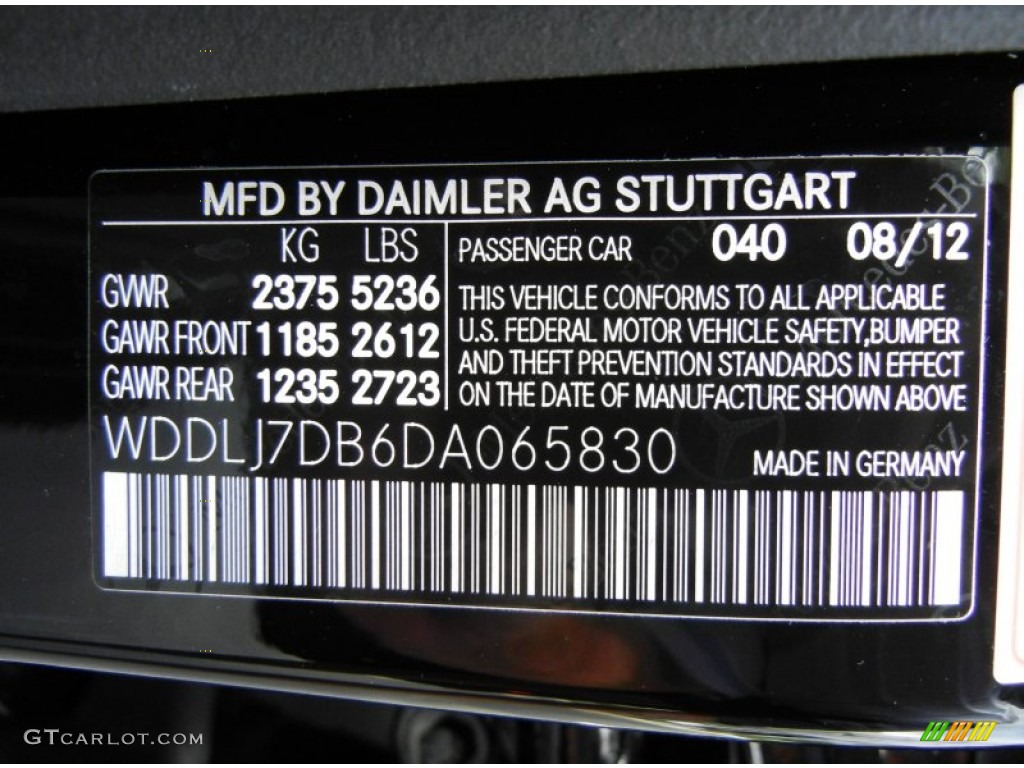 MFD BY DAIMLER AG STUTTGART
KG LBS
GVWR 2375 5236
GAWR FRONT 1185 2612
GAWR REAR 1235 2723
PASSENGER CAR 040 08/12
THIS VEHICLE CONFORMS TO ALL APPLICABLE
U.S. FEDERAL MOTOR VEHICLE SAFETY,BUMPER
AND THEFT PREVENTION STANDARDS IN EFFECT
ON THE DATE OF MANUFACTURE SHOWN ABOVE
WDDLJ7DB6DA065830
MADE IN GERMANY
GTCARLOT.COM